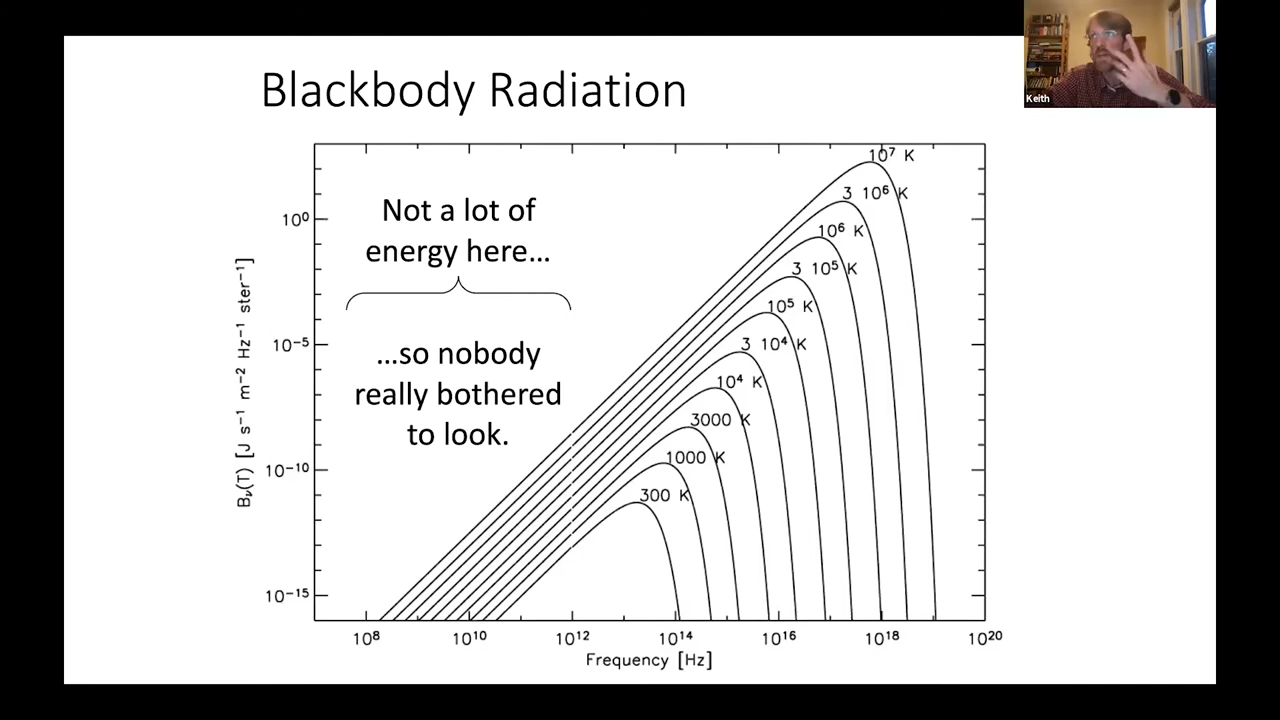 Blackbody Radiation
Keith
Not a lot of
energy here...
...so nobody
really bothered
to look.
10⁷ K
3 10⁶ K
10⁶ K
3 10⁵ K
10⁵ K
3 10⁴ K
10⁴ K
3000 K
1000 K
300 K
10⁰
10⁻⁵
10⁻¹⁰
10⁻¹⁵
Bᵥ(T) [J s⁻¹ m⁻² Hz⁻¹ ster⁻¹]
10⁸ 10¹⁰ 10¹² 10¹⁴ 10¹⁶ 10¹⁸ 10²⁰
Frequency [Hz]